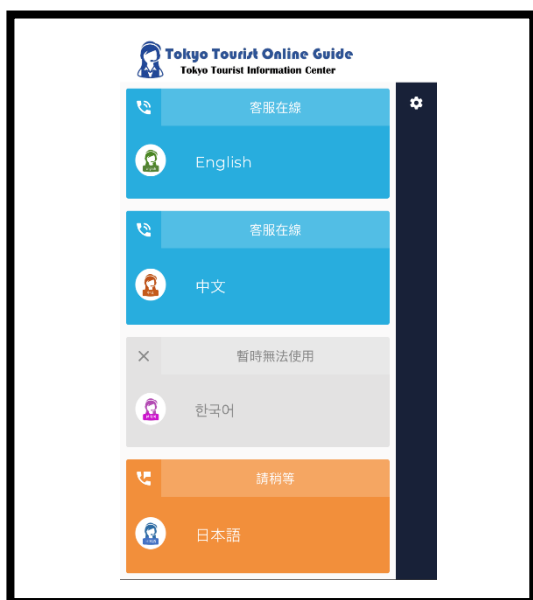 Tokyo Tourist Online Guide
Tokyo Tourist Information Center
客服在線
English
客服在線
中文
暫時無法使用
한국어
請稍等
日本語